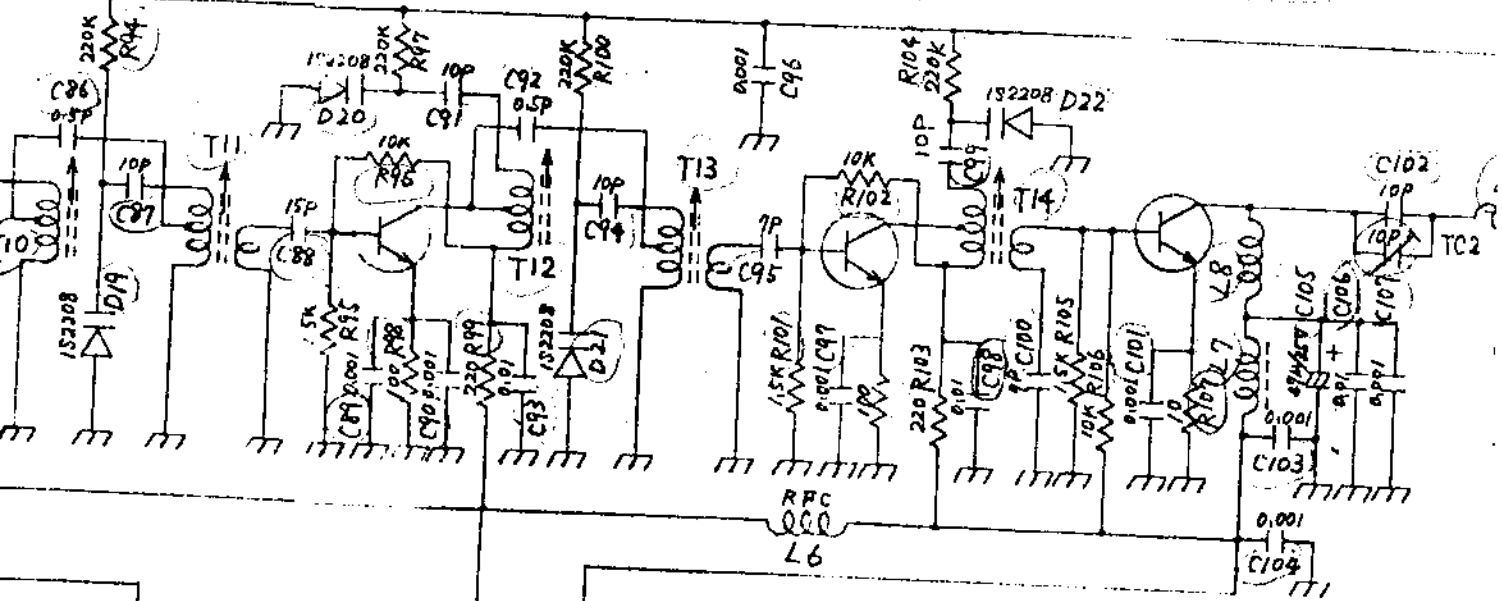 220K
R94
C86
0.5P
10P
C87
T11
T10
15P
C88
1S2208
D19
1S2208
D20
220K
R97
10P
C91
C92
0.5P
10K
R96
T12
5K
R95
C89
0.001
R98
100
C90
0.001
R99
220
0.01
C93
220K
R100
10P
C94
1S2208
D21
T13
7P
C95
0.001
C96
R104
220K
1S2208
D22
10P
C99
10K
R102
T14
1.5K
R101
0.001
C97
100
220
R103
0.01
C98
9P
C100
R105
10K
R106
0.001
C101
10
R107
L8
L7
C102
10P
10P
TC2
C105
C106
C107
+
0.01
0.001
0.001
C103
0.001
C104
RFC
L6